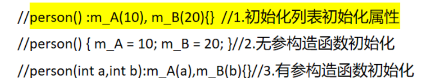 //person() :m_A(10), m_B(20){}  //1.初始化列表初始化属性
//person() { m_A = 10; m_B = 20; }//2.无参构造函数初始化
//person(int a,int b):m_A(a),m_B(b){}//3.有参构造函数初始化